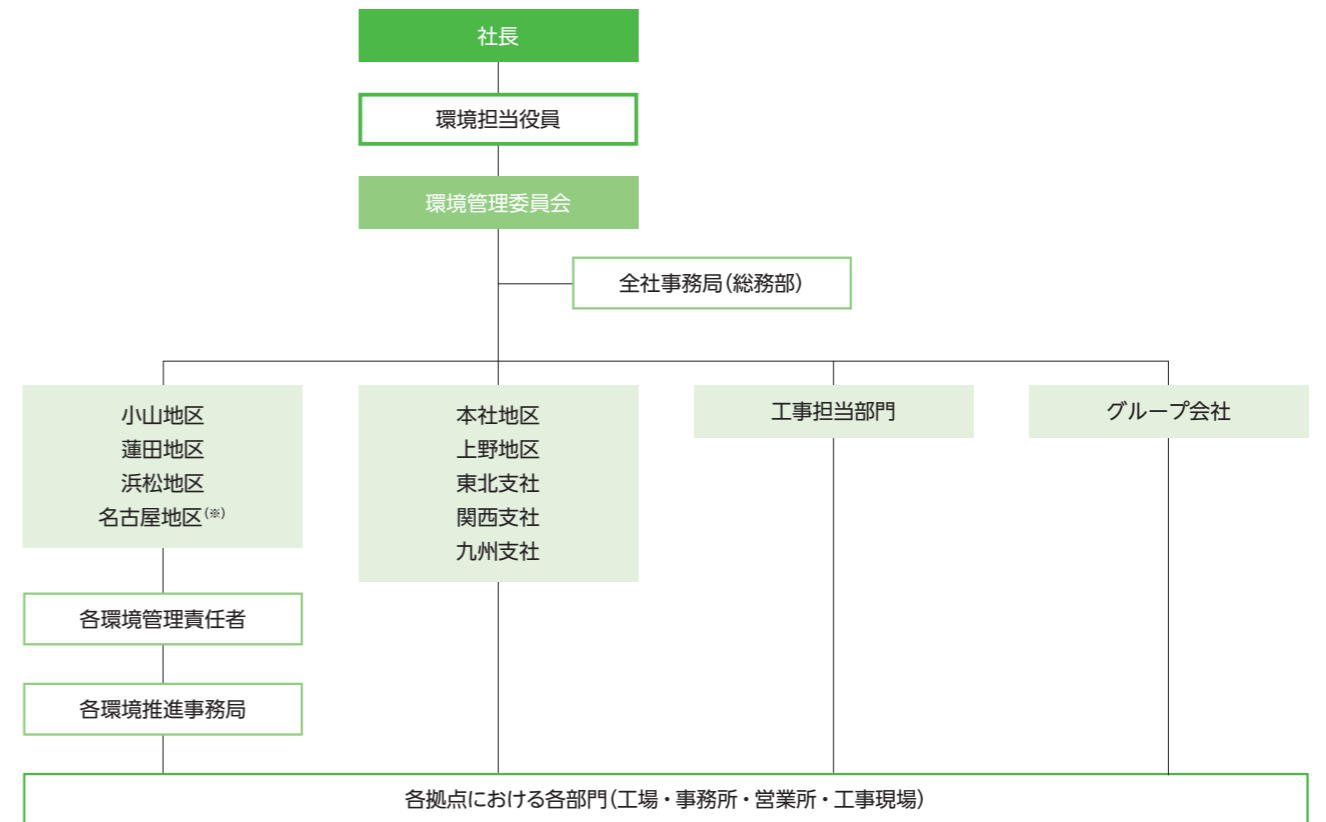 社長
環境担当役員
環境管理委員会
全社事務局(総務部)
小山地区
蓮田地区
浜松地区
名古屋地区(※)
本社地区
上野地区
東北支社
関西支社
九州支社
工事担当部門
グループ会社
各環境管理責任者
各環境推進事務局
各拠点における各部門(工場・事務所・営業所・工事現場)